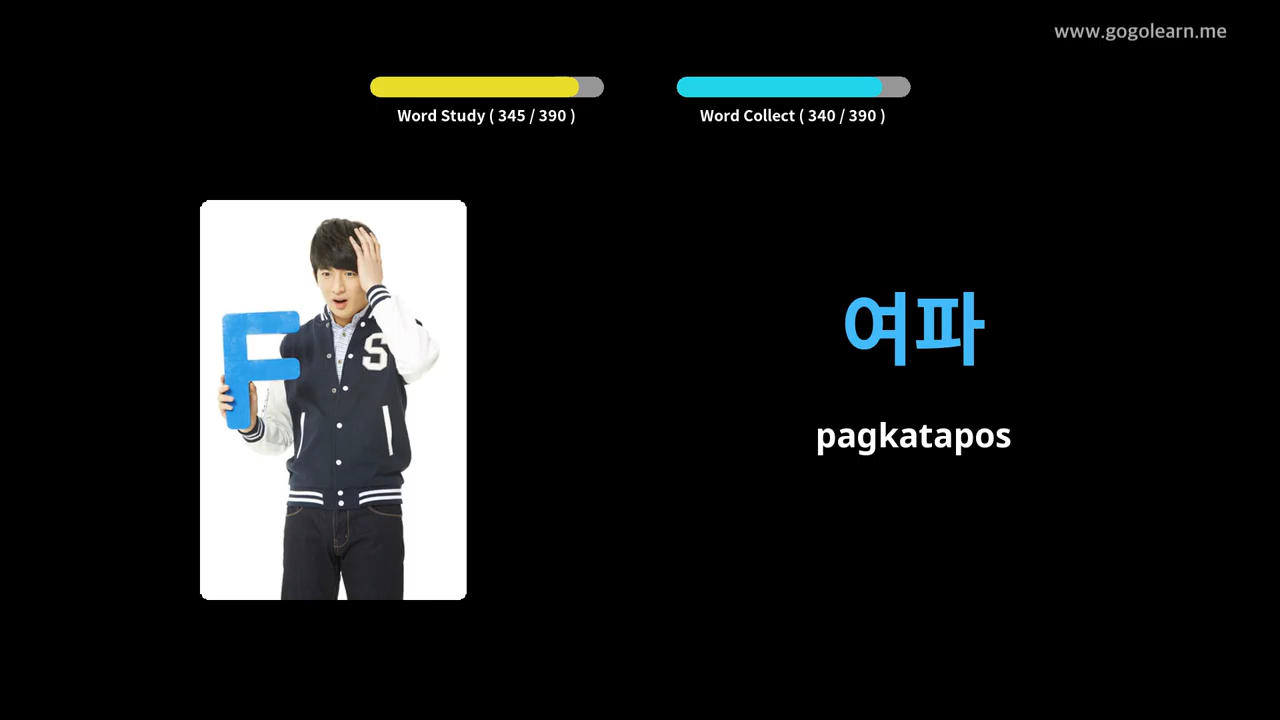 www.gogolearn.me
Word Study ( 345 / 390 )
Word Collect ( 340 / 390 )
F
S
여파
pagkatapos